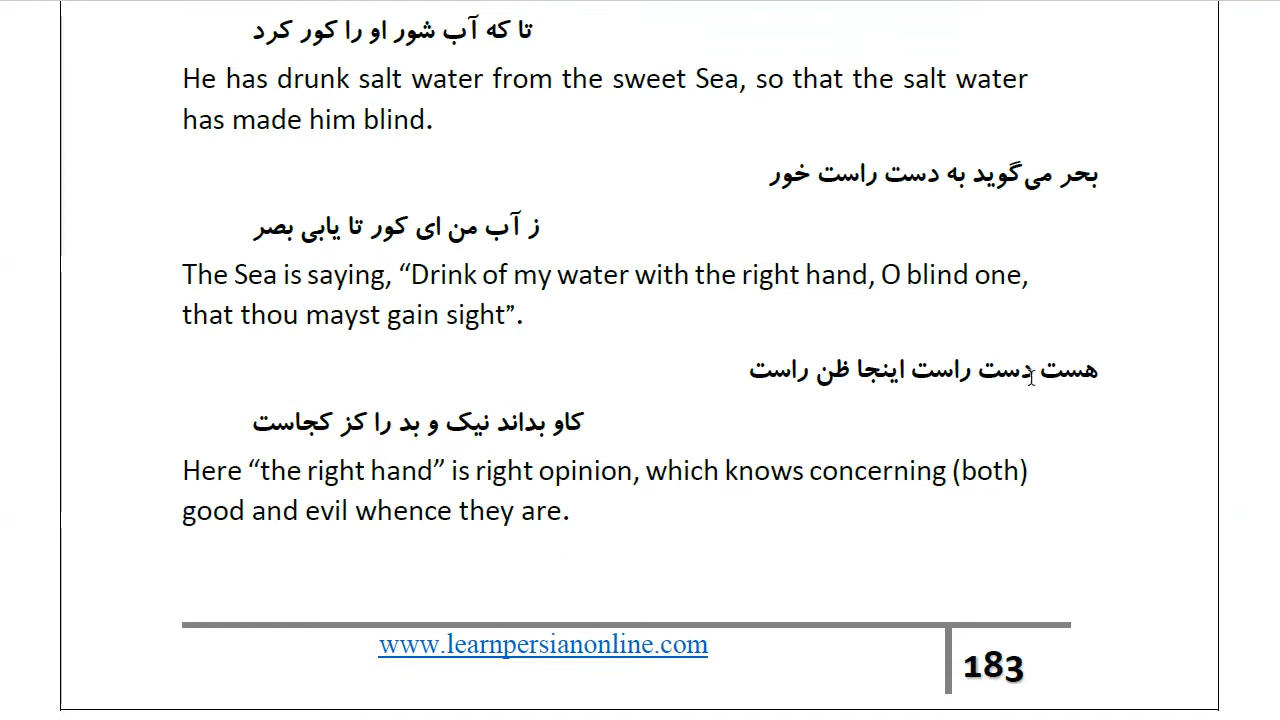 تا که آب شور او را کور کرد
He has drunk salt water from the sweet Sea, so that the salt water
has made him blind.
بحر می‌گوید به دست راست خور
ز آب من ای کور تا یابی بصر
The Sea is saying, “Drink of my water with the right hand, O blind one,
that thou mayst gain sight”.
هست دست راست اینجا ظن راست
کاو بداند نیک و بد را کز کجاست
Here “the right hand” is right opinion, which knows concerning (both)
good and evil whence they are.
www.learnpersianonline.com
183